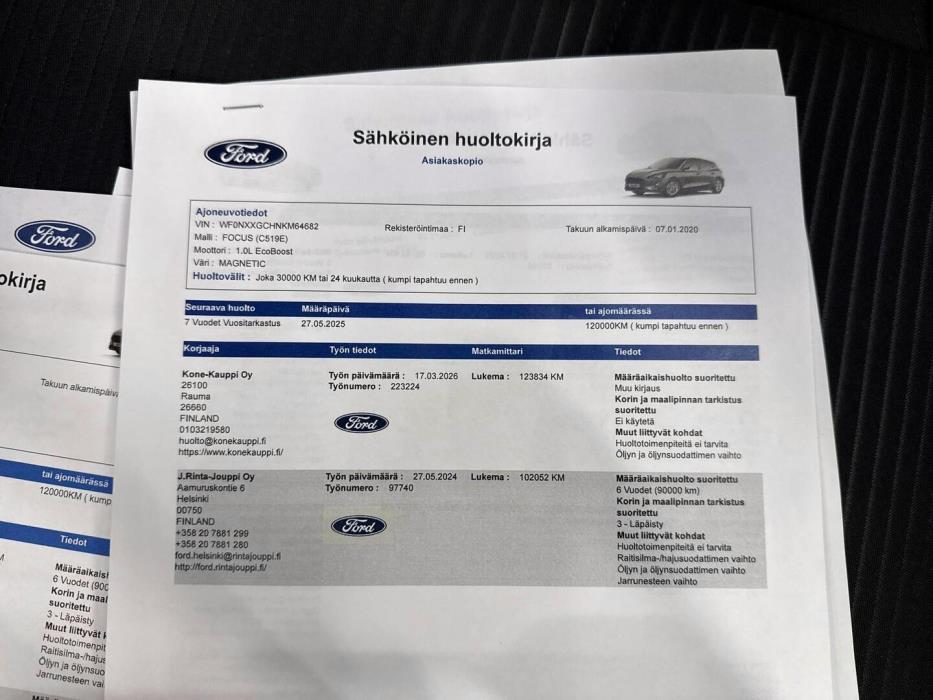 Ford
Sähköinen huoltokirja
Asiakaskopio
Ajoneuvotiedot
VIN : WF0NXXGCHNKM64682
Rekisteröintimaa : FI
Takuun alkamispäivä : 07.01.2020
Malli : FOCUS (C519E)
Moottori : 1.0L EcoBoost
Väri : MAGNETIC
Huoltovälit : Joka 30000 KM tai 24 kuukautta ( kumpi tapahtuu ennen )
Seuraava huolto Määräpäivä tai ajomäärässä
7 Vuodet Vuositarkastus 27.05.2025 120000KM ( kumpi tapahtuu ennen )
Korjaaja Työn tiedot Matkamittari Tiedot
Kone-Kauppi Oy
26100
Rauma
26660
FINLAND
0103219580
huolto@konekauppi.fi
https://www.konekauppi.fi/
Työn päivämäärä : 17.03.2026
Työnumero : 223224
Ford
Lukema : 123834 KM
Määräaikaishuolto suoritettu
Muu kirjaus
Korin ja maalipinnan tarkistus
suoritettu
Ei käytetä
Muut liittyvät kohdat
Huoltotoimenpiteitä ei tarvita
Öljyn ja öljynsuodattimen vaihto
J.Rinta-Jouppi Oy
Aamuruskontie 6
Helsinki
00750
FINLAND
+358 20 7881 299
+358 20 7881 280
ford.helsinki@rintajouppi.fi
http://ford.rintajouppi.fi/
Työn päivämäärä : 27.05.2024
Työnumero : 97740
Ford
Lukema : 102052 KM
Määräaikaishuolto suoritettu
6 Vuodet (90000 km)
Korin ja maalipinnan tarkistus
suoritettu
3 - Läpäisty
Muut liittyvät kohdat
Huoltotoimenpiteitä ei tarvita
Raitisilma-/hajusuodattimen vaihto
Öljyn ja öljynsuodattimen vaihto
Jarrunesteen vaihto
Ford
okirja
Takuun alkamispäiv
tai ajomäärässä
120000KM ( kump
Tiedot
Määräaikaish
6 Vuodet (900
Korin ja maal
suoritettu
3 - Läpäisty
Muut liittyvät k
Huoltotoimenpit
Raitisilma-/hajus
Öljyn ja öljynsuo
Jarrunesteen vai